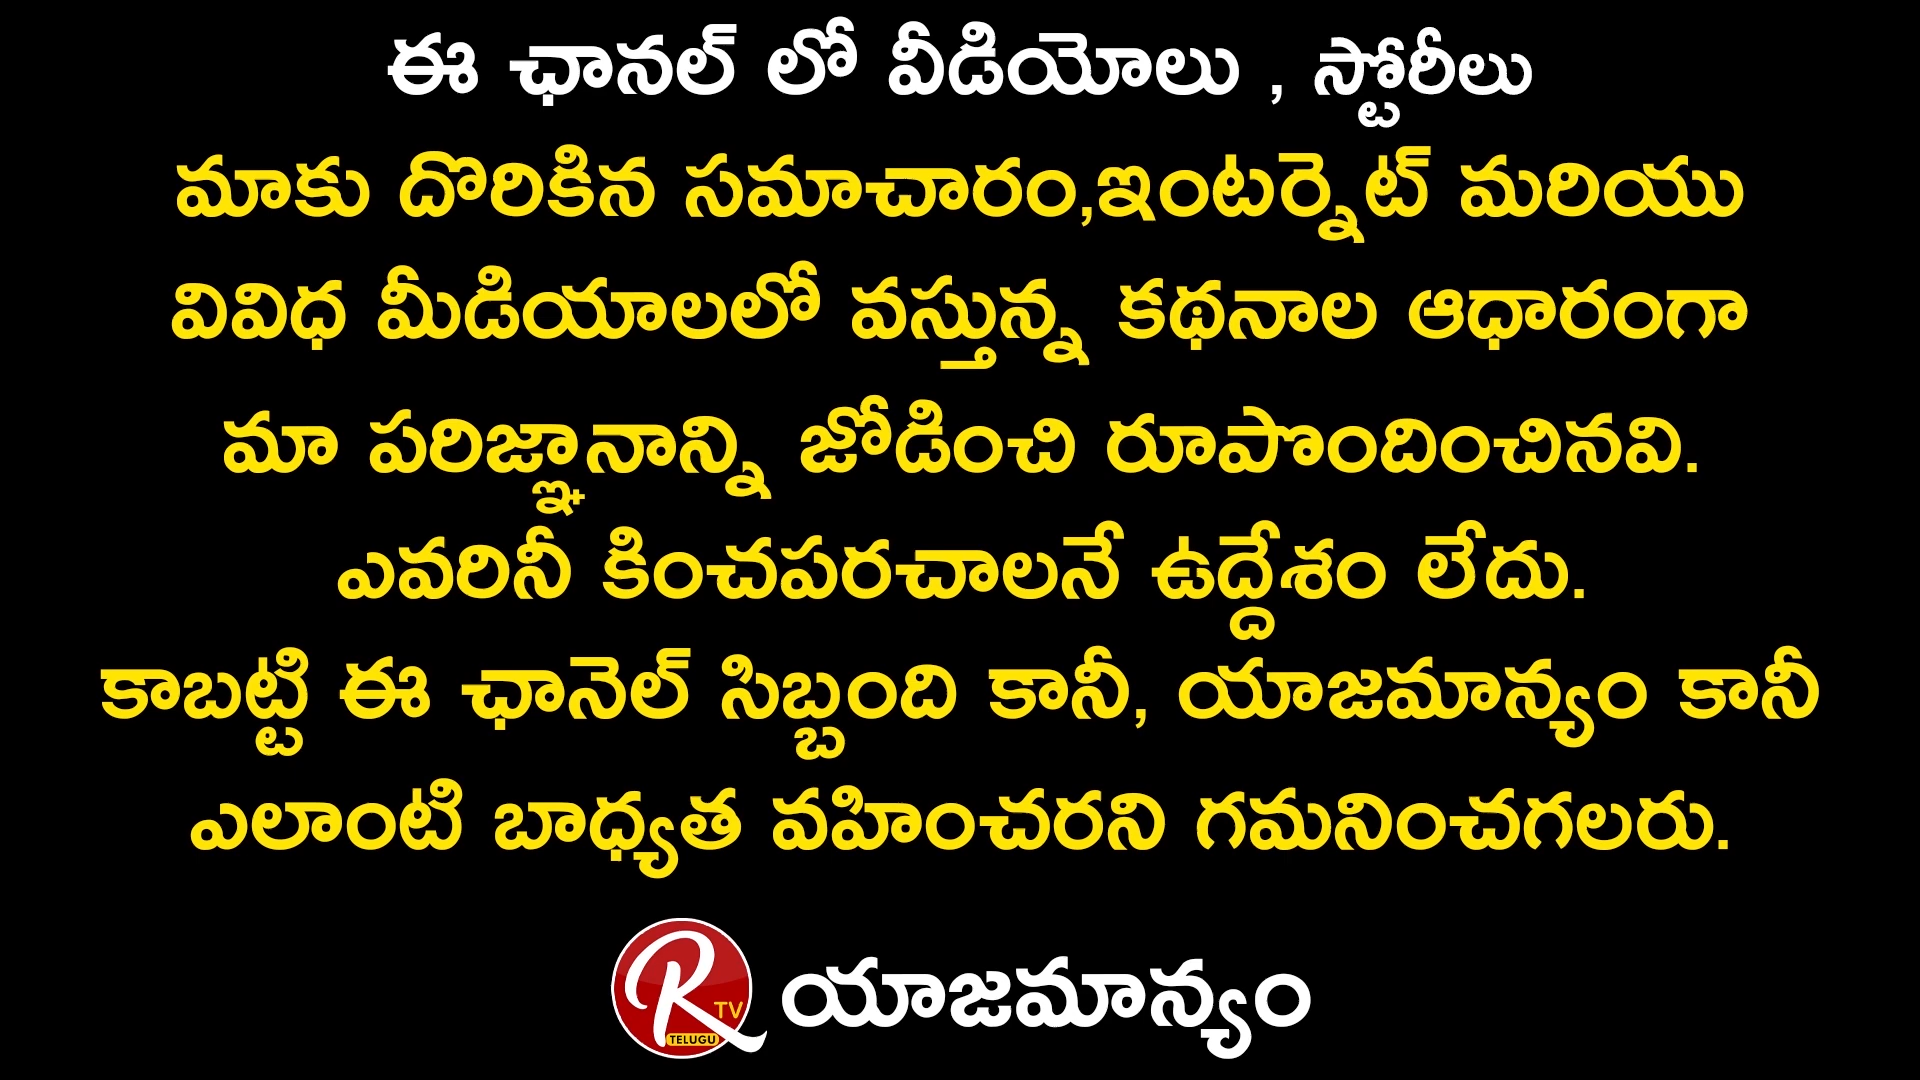 ఈ ఛానల్ లో వీడియోలు , స్టోరీలు
మాకు దొరికిన సమాచారం,ఇంటర్నెట్ మరియు
వివిధ మీడియాలలో వస్తున్న కథనాల ఆధారంగా
మా పరిజ్ఞానాన్ని జోడించి రూపొందించినవి.
ఎవరినీ కించపరచాలనే ఉద్దేశం లేదు.
కాబట్టి ఈ ఛానెల్ సిబ్బంది కానీ, యాజమాన్యం కానీ
ఎలాంటి బాధ్యత వహించరని గమనించగలరు.
R TV TELUGU యాజమాన్యం